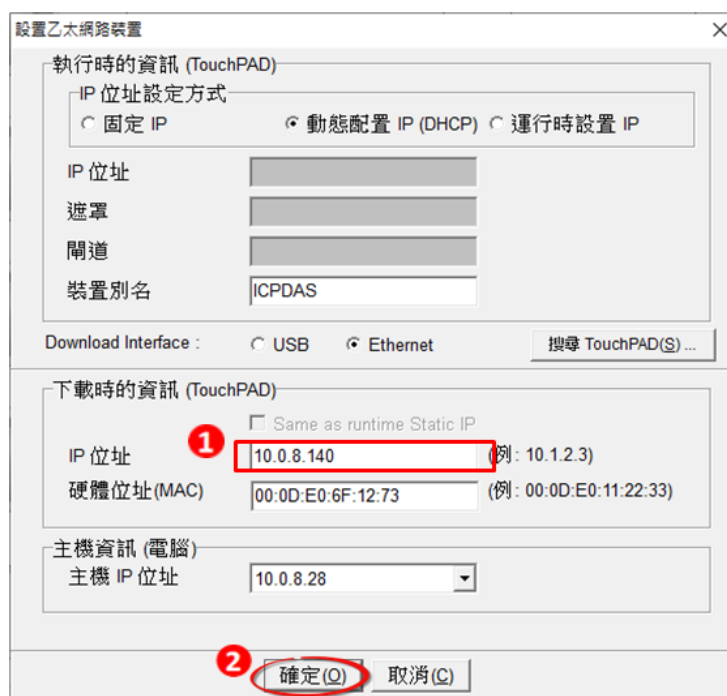 設置乙太網路裝置
執行時的資訊 (TouchPAD)
IP 位址設定方式
固定 IP 動態配置 IP (DHCP) 運行時設置 IP
IP 位址
遮罩
閘道
裝置別名 ICPDAS
Download Interface : USB Ethernet 搜尋 TouchPAD(S) ...
下載時的資訊 (TouchPAD)
Same as runtime Static IP
1
IP 位址 10.0.8.140 (例 : 10.1.2.3)
硬體位址(MAC) 00:0D:E0:6F:12:73 (例 : 00:0D:E0:11:22:33)
主機資訊 (電腦)
主機 IP 位址 10.0.8.28
2 確定(O) 取消(C)